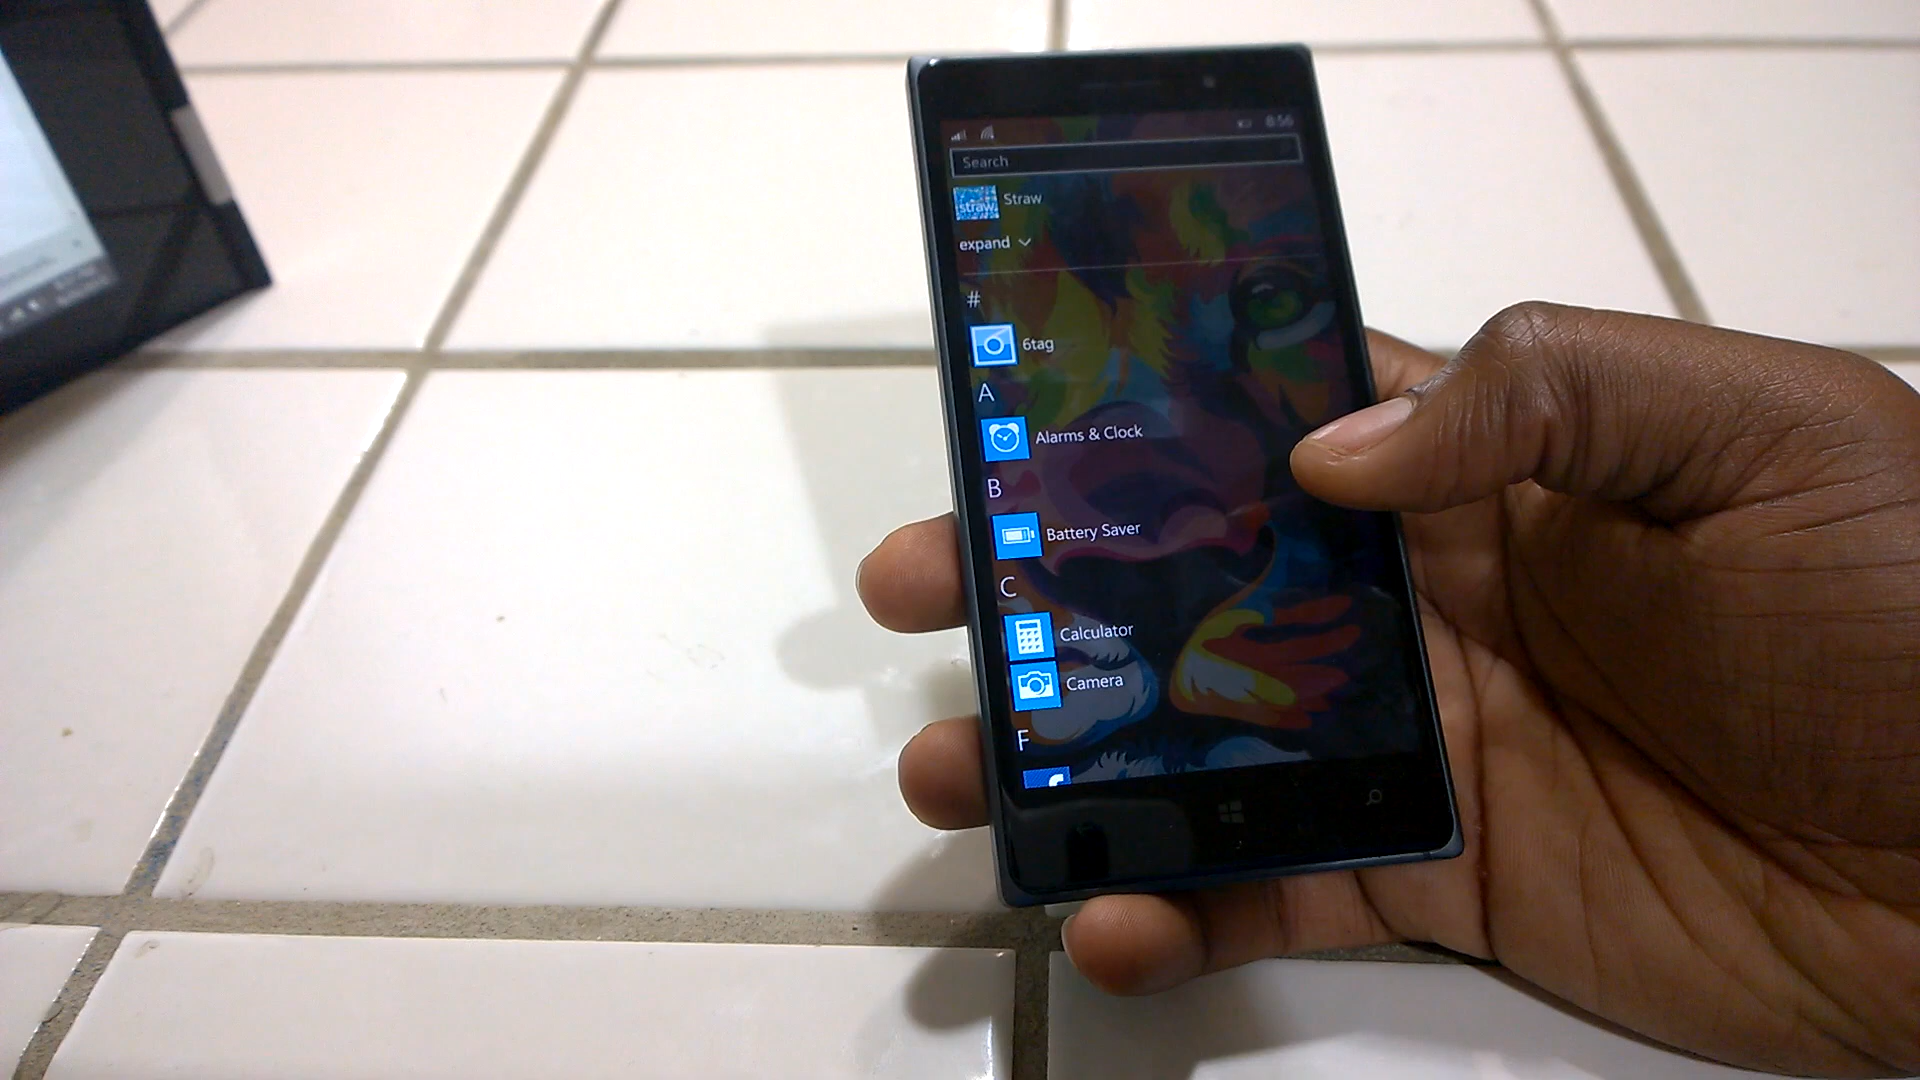 8:56
Search
straw
Straw
expand
#
6tag
A
Alarms & Clock
B
Battery Saver
C
Calculator
Camera
F